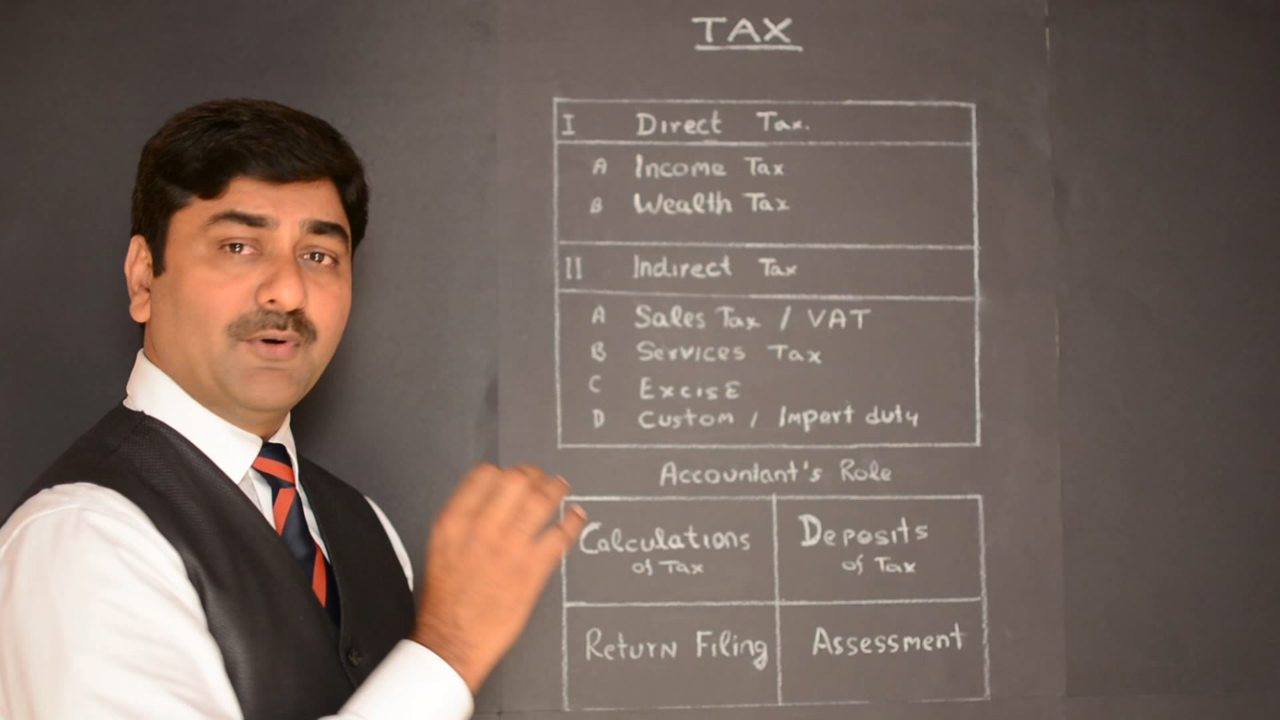 TAX
I Direct Tax.
A Income Tax
B Wealth Tax
II Indirect Tax
A Sales Tax / VAT
B Services Tax
C Excise
D Custom / Import duty
Accountant's Role
Calculations of Tax
Deposits of Tax
Return Filing
Assessment